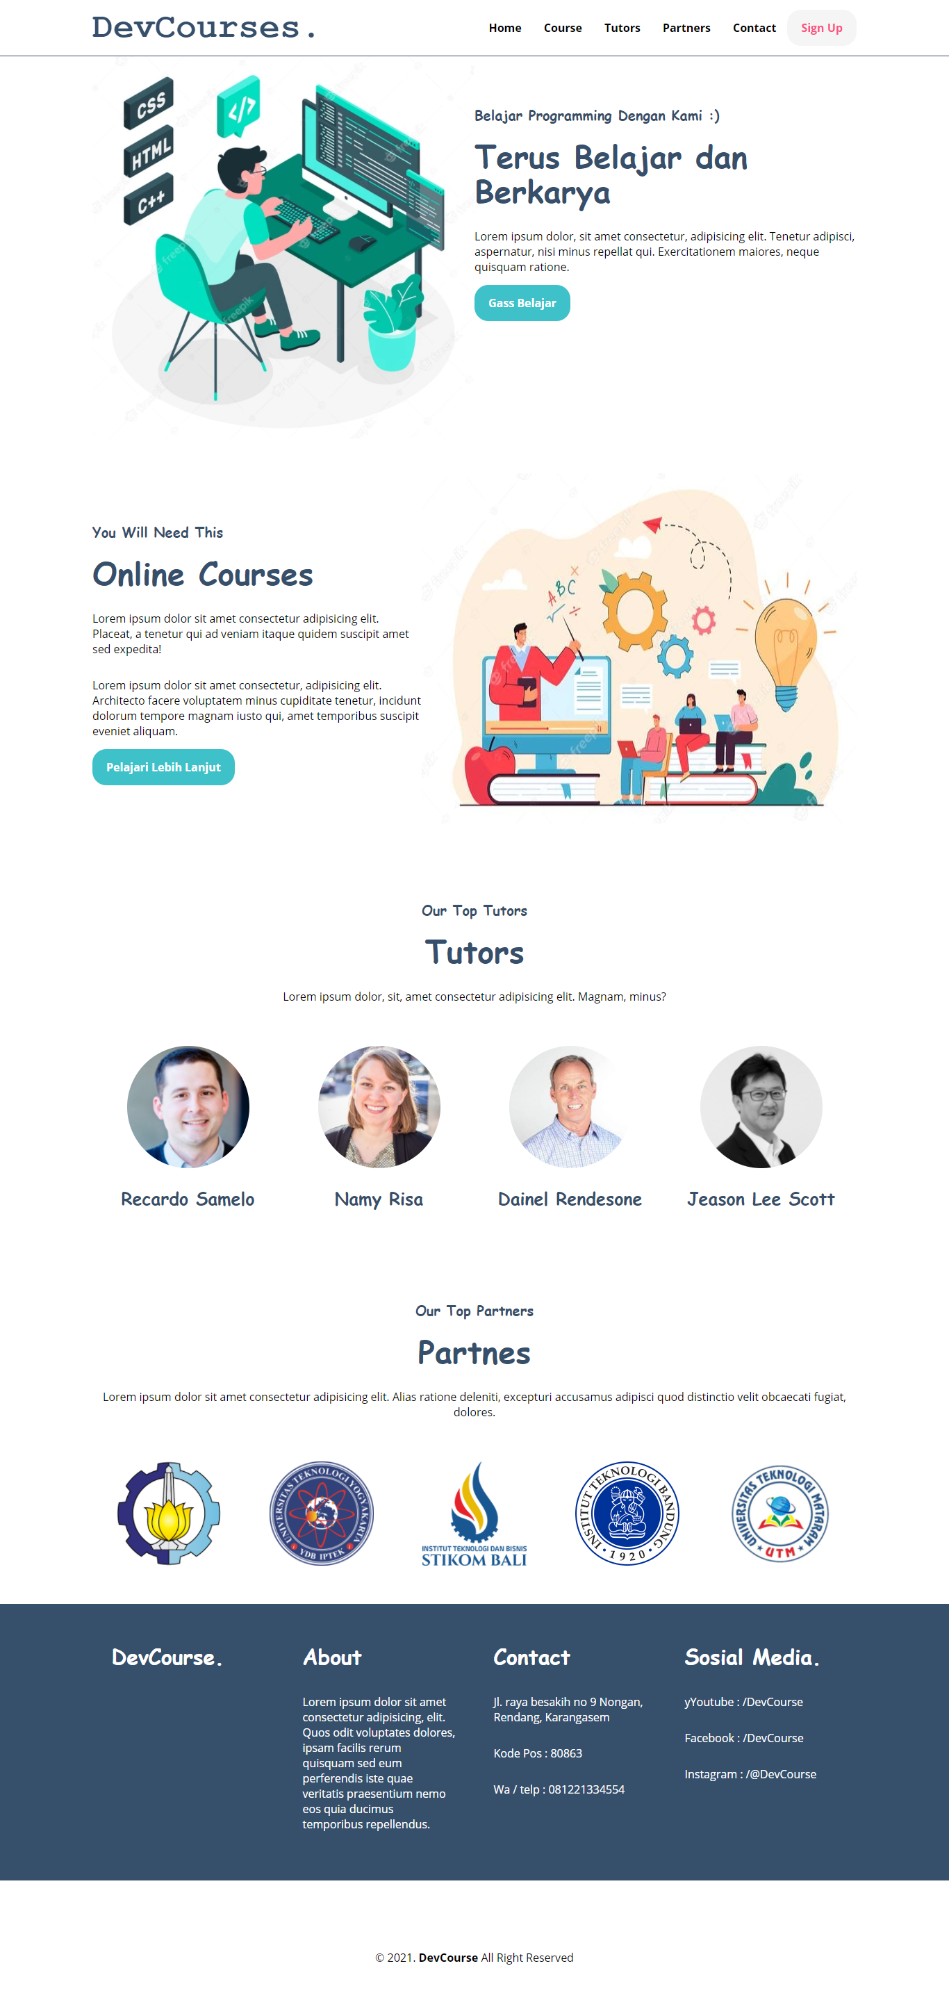 DevCourses.
Home Course Tutors Partners Contact Sign Up
CSS
</>
HTML
C++
Belajar Programming Dengan Kami :)
Terus Belajar dan
Berkarya
Lorem ipsum dolor, sit amet consectetur, adipisicing elit. Tenetur adipisci,
aspernatur, nisi minus repellat qui. Exercitationem maiores, neque
quisquam ratione.
Gass Belajar
You Will Need This
Online Courses
Lorem ipsum dolor sit amet consectetur adipisicing elit.
Placeat, a tenetur qui ad veniam itaque quidem suscipit amet
sed expedita!
Lorem ipsum dolor sit amet consectetur, adipisicing elit.
Architecto facere voluptatem minus cupiditate tenetur, incidunt
dolorum tempore magnam iusto qui, amet temporibus suscipit
eveniet aliquam.
Pelajari Lebih Lanjut
ABC
Our Top Tutors
Tutors
Lorem ipsum dolor, sit, amet consectetur adipisicing elit. Magnam, minus?
Recardo Samelo
Namy Risa
Dainel Rendesone
Jeason Lee Scott
Our Top Partners
Partnes
Lorem ipsum dolor sit amet consectetur adipisicing elit. Alias ratione deleniti, excepturi accusamus adipisci quod distinctio velit obcaecati fugiat,
dolores.
UNIVERSITAS TEKNOLOGI YOGYAKARTA
YDB IPTEK
INSTITUT TEKNOLOGI DAN BISNIS
STIKOM BALI
INSTITUT TEKNOLOGI BANDUNG
1920
UNIVERSITAS TEKNOLOGI MATARAM
UTM
DevCourse.
About
Lorem ipsum dolor sit amet
consectetur adipisicing, elit.
Quos odit voluptates dolores,
ipsam facilis rerum
quisquam sed eum
perferendis iste quae
veritatis praesentium nemo
eos quia ducimus
temporibus repellendus.
Contact
Jl. raya besakih no 9 Nongan,
Rendang, Karangasem
Kode Pos : 80863
Wa / telp : 081221334554
Sosial Media.
yYoutube : /DevCourse
Facebook : /DevCourse
Instagram : /@DevCourse
© 2021. DevCourse All Right Reserved